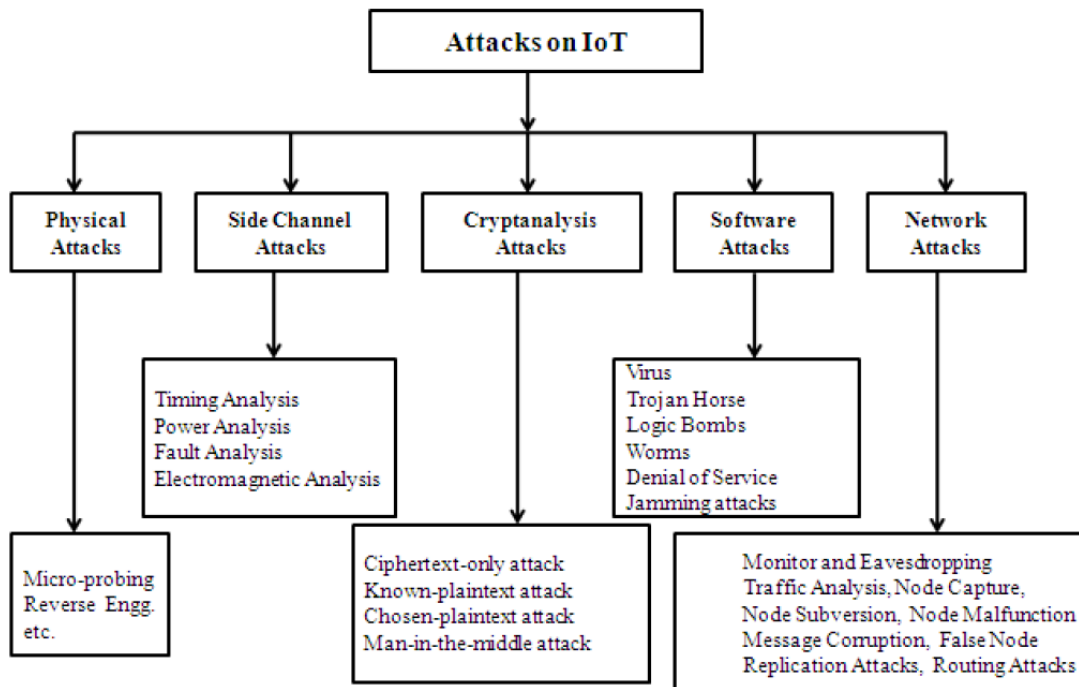 Attacks on IoT
Physical
Attacks
Side Channel
Attacks
Cryptanalysis
Attacks
Software
Attacks
Network
Attacks
Timing Analysis
Power Analysis
Fault Analysis
Electromagnetic Analysis
Virus
Trojan Horse
Logic Bombs
Worms
Denial of Service
Jamming attacks
Micro-probing
Reverse Engg.
etc.
Ciphertext-only attack
Known-plaintext attack
Chosen-plaintext attack
Man-in-the-middle attack
Monitor and Eavesdropping
Traffic Analysis, Node Capture,
Node Subversion, Node Malfunction
Message Corruption, False Node
Replication Attacks, Routing Attacks